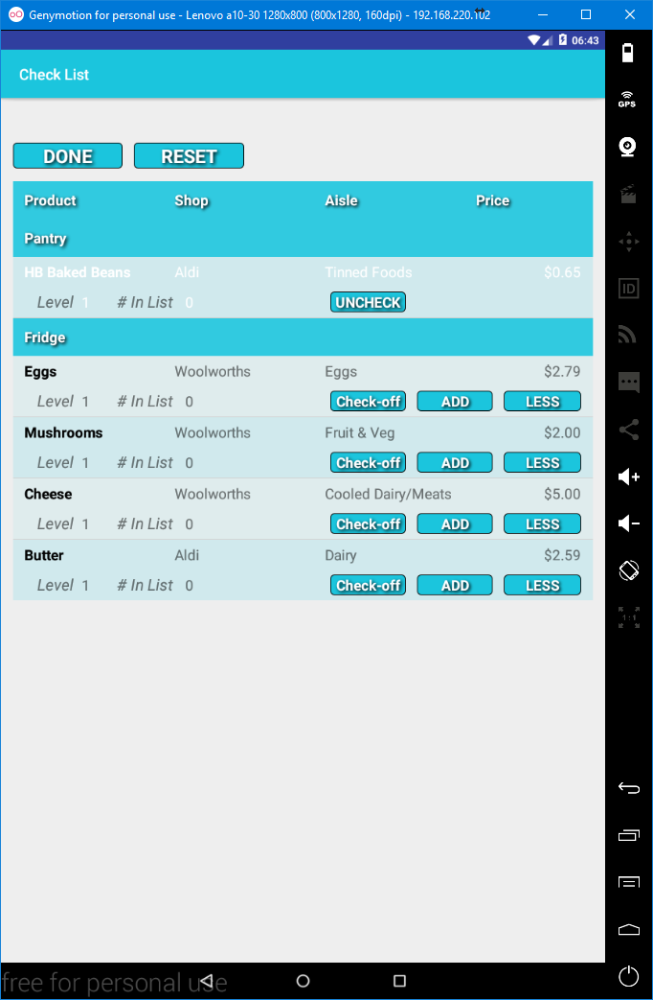 Genymotion for personal use - Lenovo a10-30 1280x800 (800x1280, 160dpi) - 192.168.220.102
06:43
Check List
GPS
DONE RESET
Product Shop Aisle Price
Pantry
HB Baked Beans Aldi Tinned Foods $0.65
Level 1 # In List 0 UNCHECK
ID
Fridge
Eggs Woolworths Eggs $2.79
Level 1 # In List 0 Check-off ADD LESS
Mushrooms Woolworths Fruit & Veg $2.00
Level 1 # In List 0 Check-off ADD LESS
Cheese Woolworths Cooled Dairy/Meats $5.00
Level 1 # In List 0 Check-off ADD LESS
Butter Aldi Dairy $2.59
Level 1 # In List 0 Check-off ADD LESS
1:1
free for personal use